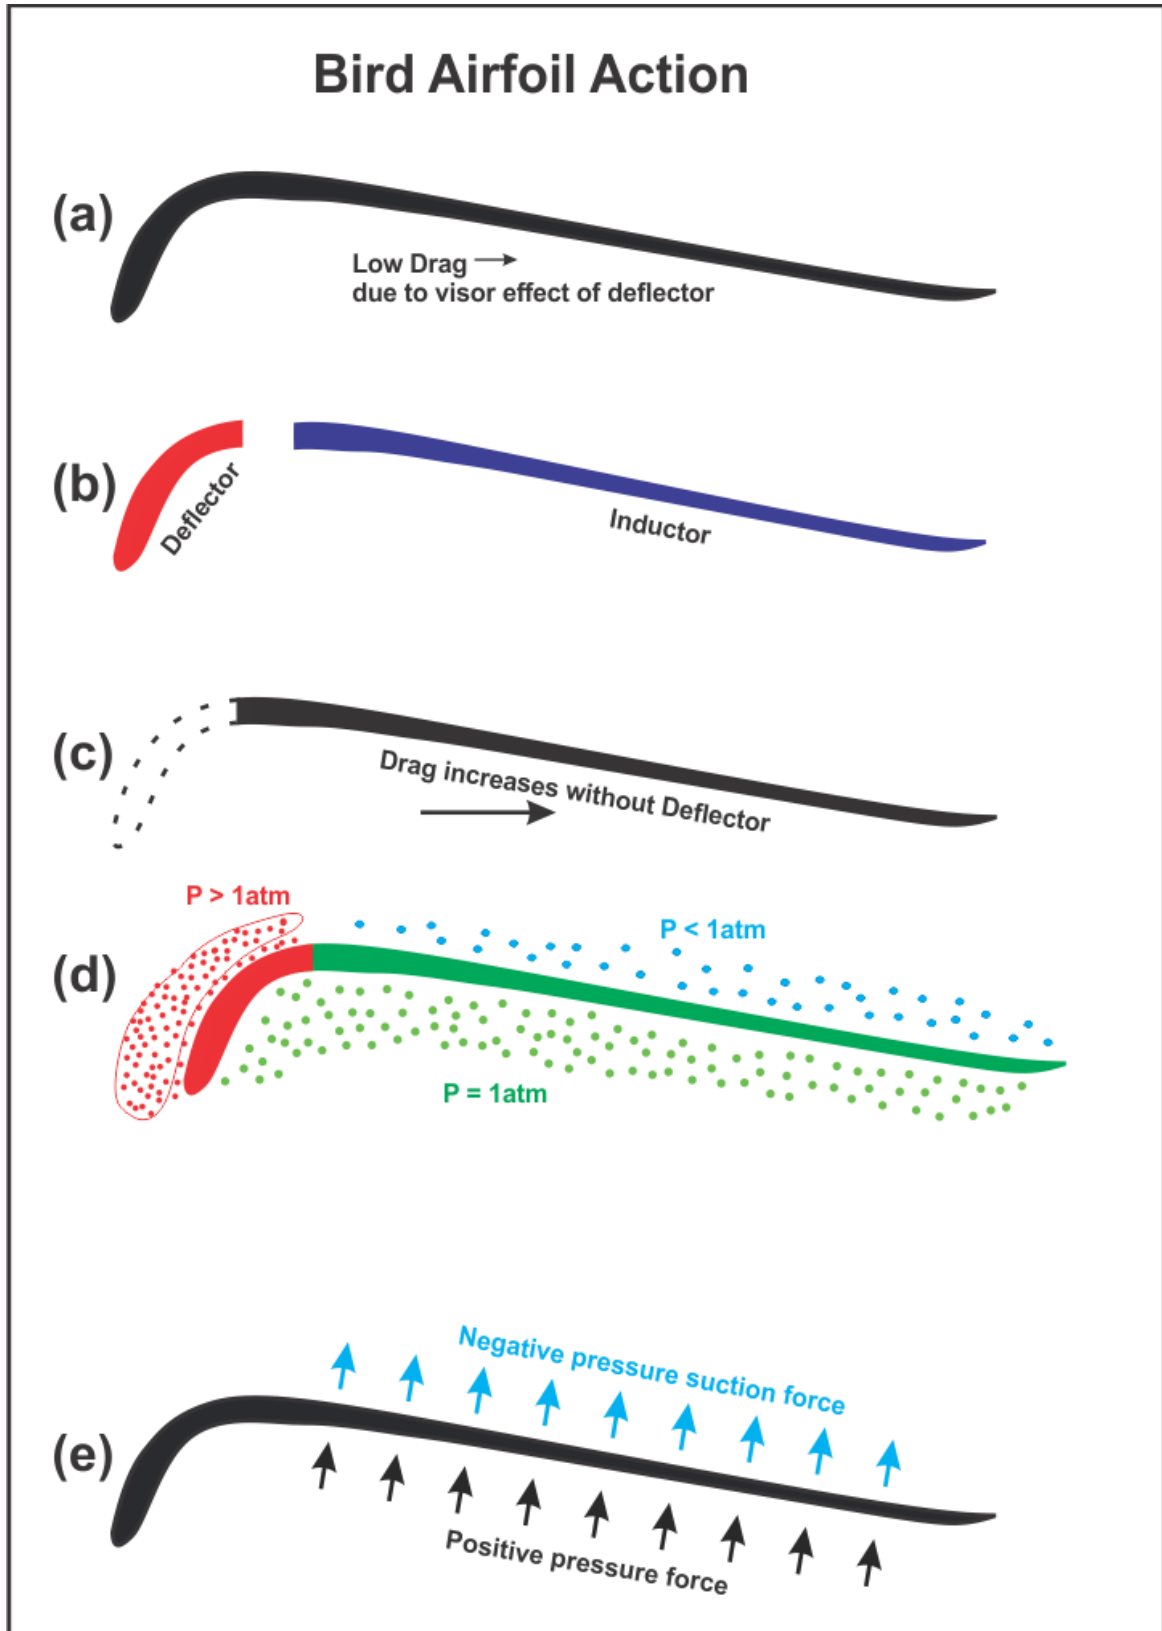 Bird Airfoil Action
(a)
Low Drag
due to visor effect of deflector
(b)
Deflector
Inductor
(c)
Drag increases without Deflector
P > 1atm
P < 1atm
(d)
P = 1atm
Negative pressure suction force
(e)
Positive pressure force